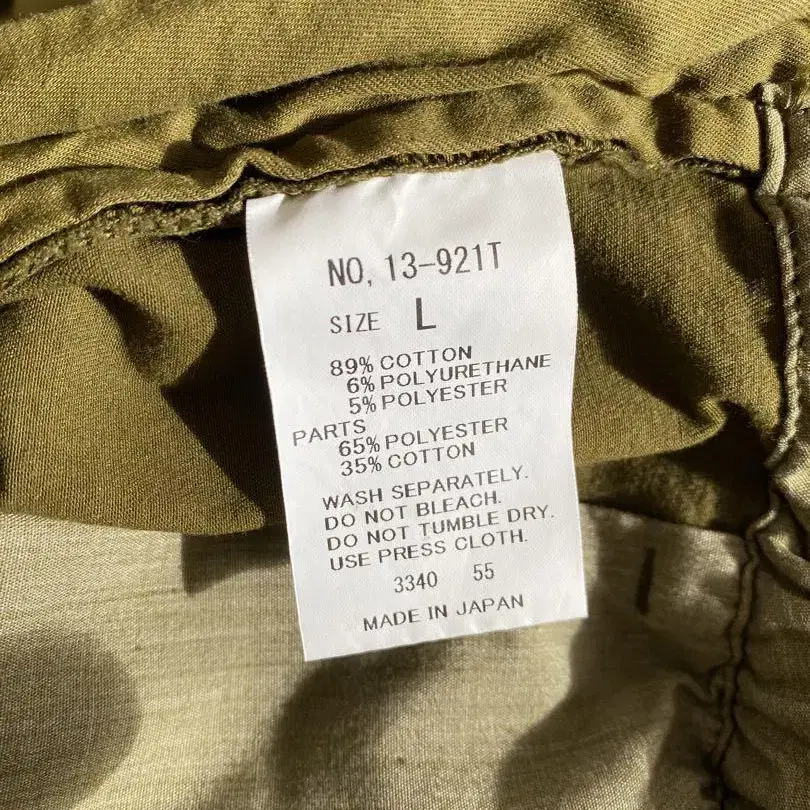 NO, 13-921T
SIZE L
89% COTTON
6% POLYURETHANE
5% POLYESTER
PARTS
65% POLYESTER
35% COTTON
WASH SEPARATELY.
DO NOT BLEACH.
DO NOT TUMBLE DRY.
USE PRESS CLOTH.
3340 55
MADE IN JAPAN